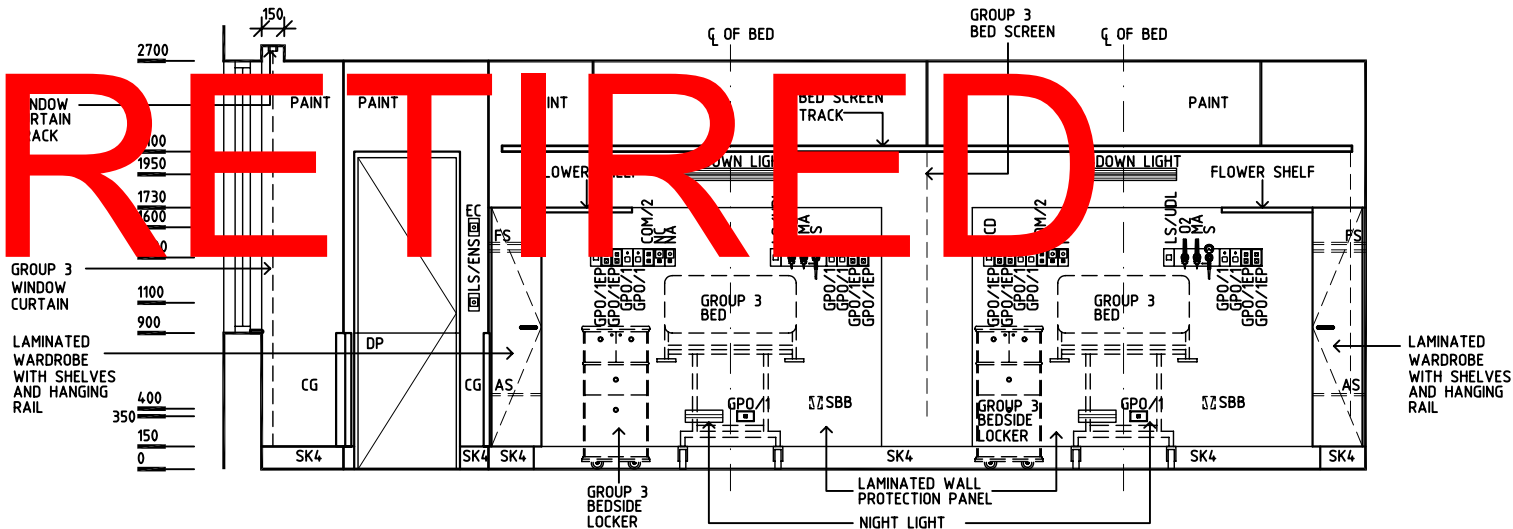 150
GROUP 3
BED SCREEN
℄ OF BED
℄ OF BED
2700
RETIRED
PAINT
PAINT
PAINT
BED SCREEN
TRACK
1950
DOWN LIGHT
FLOWER SHELF
1730
1600
FS
LS/ENS
COM/2
NC
NA
MA
S
CD
LS/UDL
O2
MA
S
FS
GROUP 3
WINDOW
CURTAIN
GPO/1EP
GPO/1EP
GPO/1
GPO/1
GPO/1
GPO/1
GPO/1EP
GPO/1EP
GPO/1EP
GPO/1EP
GPO/1
GPO/1
GPO/1
GPO/1
GPO/1EP
GPO/1EP
GROUP 3
BED
GROUP 3
BED
1100
900
LAMINATED
WARDROBE
WITH SHELVES
AND HANGING
RAIL
DP
LAMINATED
WARDROBE
WITH SHELVES
AND HANGING
RAIL
CG
CG
AS
AS
400
350
GPO/1
SBB
GROUP 3
BEDSIDE
LOCKER
GPO/1
SBB
150
0
SK4
SK4
SK4
SK4
SK4
SK4
GROUP 3
BEDSIDE
LOCKER
LAMINATED WALL
PROTECTION PANEL
NIGHT LIGHT